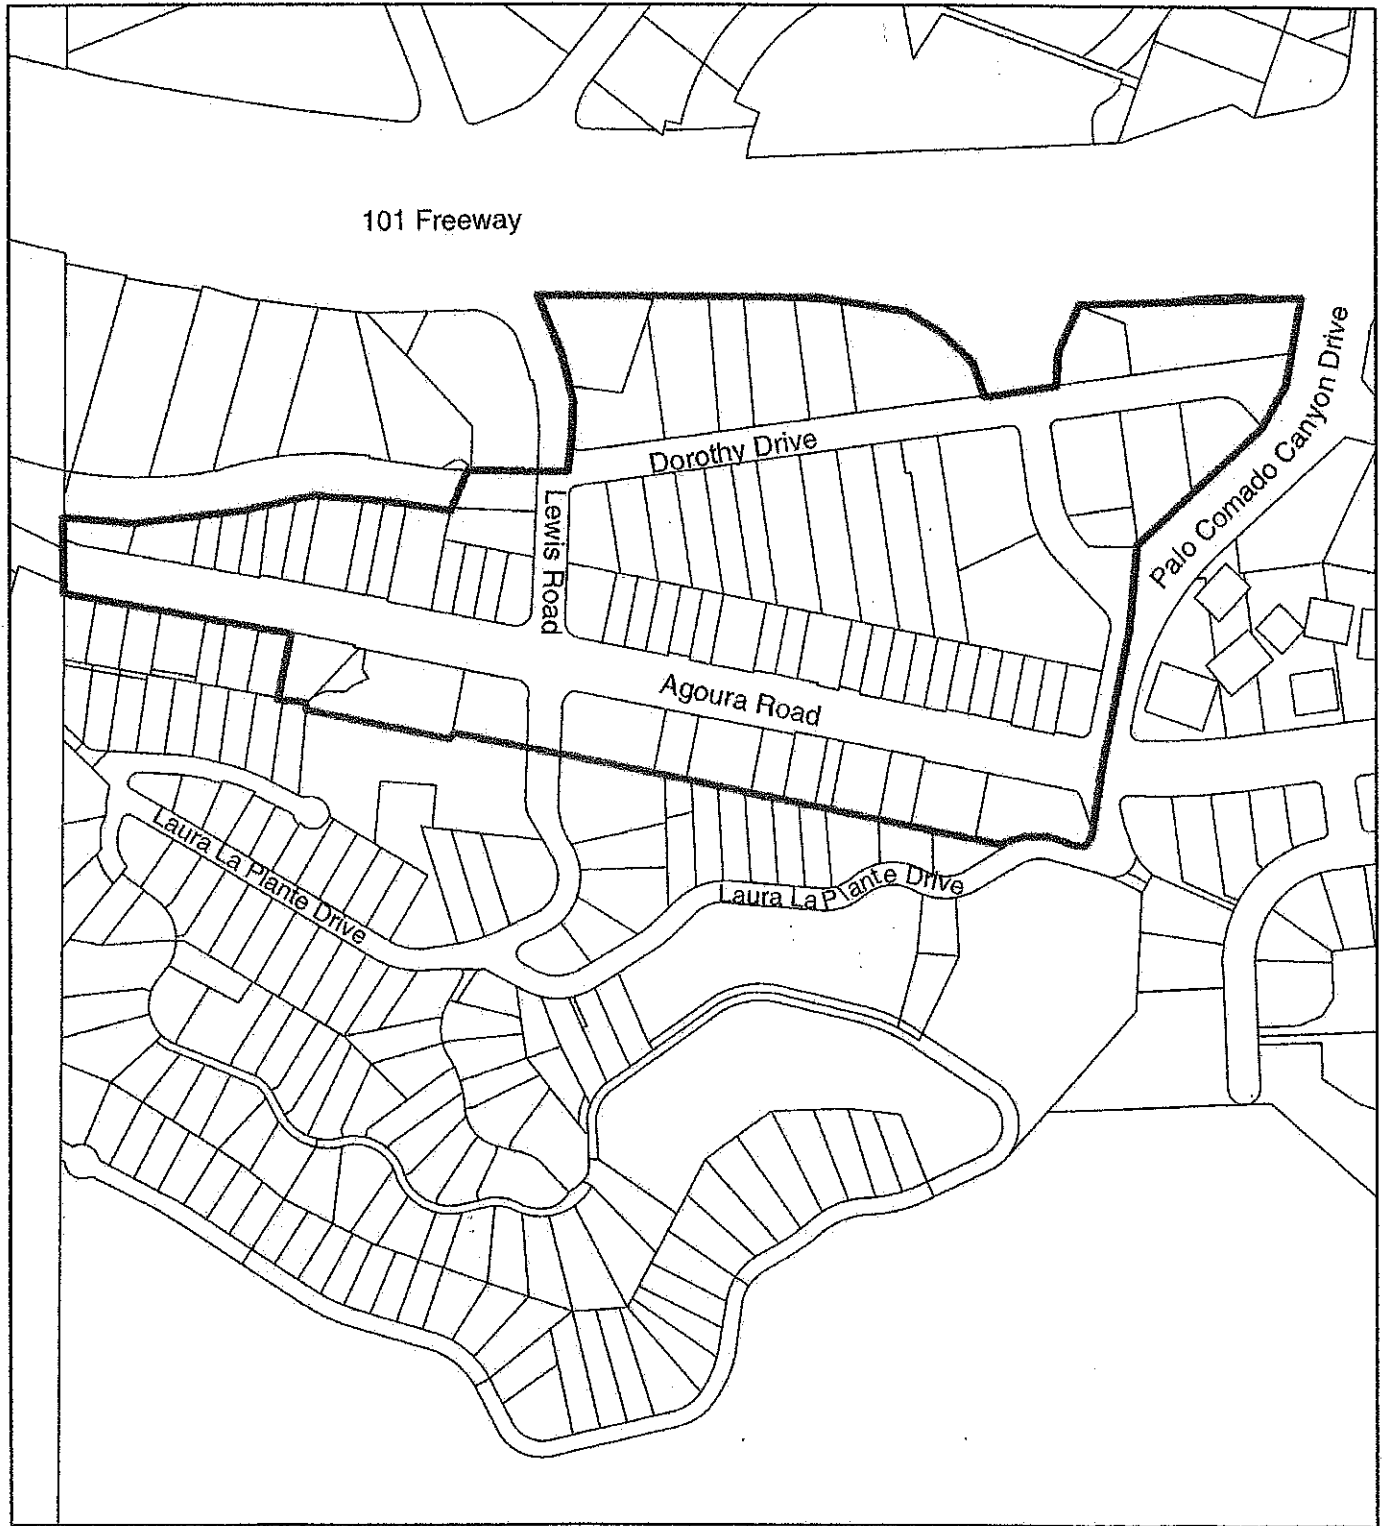 101 Freeway
Palo Comado Canyon Drive
Dorothy Drive
Lewis Road
Agoura Road
Laura La Plante Drive
Laura La Plante Drive